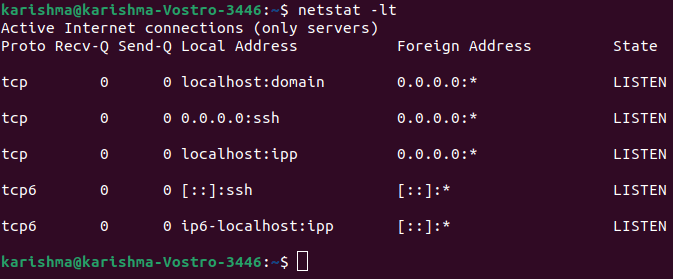 karishma@karishma-Vostro-3446:~$ netstat -lt
Active Internet connections (only servers)
Proto Recv-Q Send-Q Local Address           Foreign Address         State
tcp        0      0 localhost:domain        0.0.0.0:*               LISTEN
tcp        0      0 0.0.0.0:ssh             0.0.0.0:*               LISTEN
tcp        0      0 localhost:ipp           0.0.0.0:*               LISTEN
tcp6       0      0 [::]:ssh                [::]:*                  LISTEN
tcp6       0      0 ip6-localhost:ipp       [::]:*                  LISTEN
karishma@karishma-Vostro-3446:~$